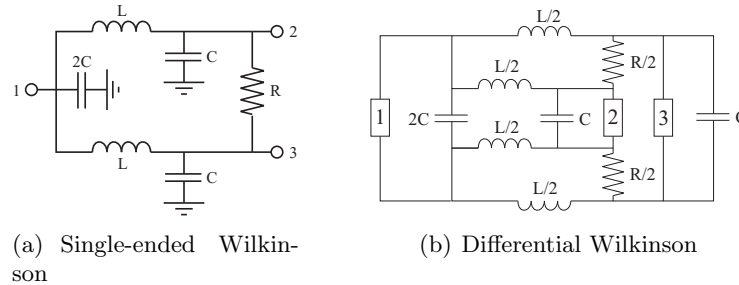 L
2
C
2C
1
R
3
L
C
L/2
R/2
L/2
1
2C
C
2
3
L/2
R/2
L/2
(a) Single-ended Wilkin-
son
(b) Differential Wilkinson